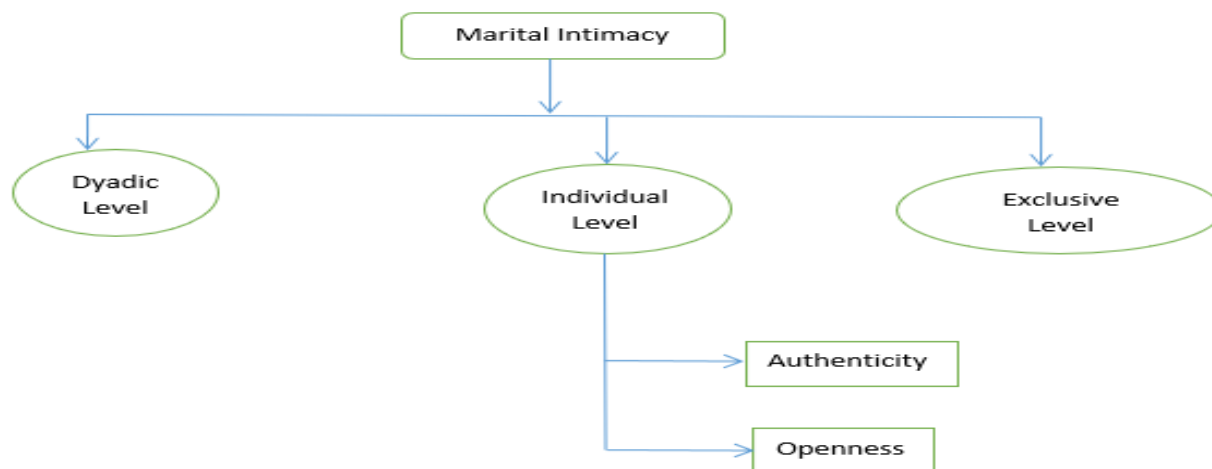 Marital Intimacy
Dyadic
Level
Individual
Level
Exclusive
Level
Authenticity
Openness